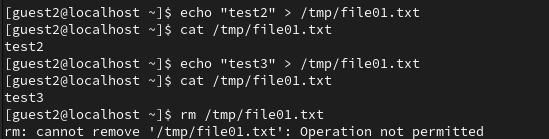 [guest2@localhost ~]$ echo "test2" > /tmp/file01.txt
[guest2@localhost ~]$ cat /tmp/file01.txt
test2
[guest2@localhost ~]$ echo "test3" > /tmp/file01.txt
[guest2@localhost ~]$ cat /tmp/file01.txt
test3
[guest2@localhost ~]$ rm /tmp/file01.txt
rm: cannot remove '/tmp/file01.txt': Operation not permitted